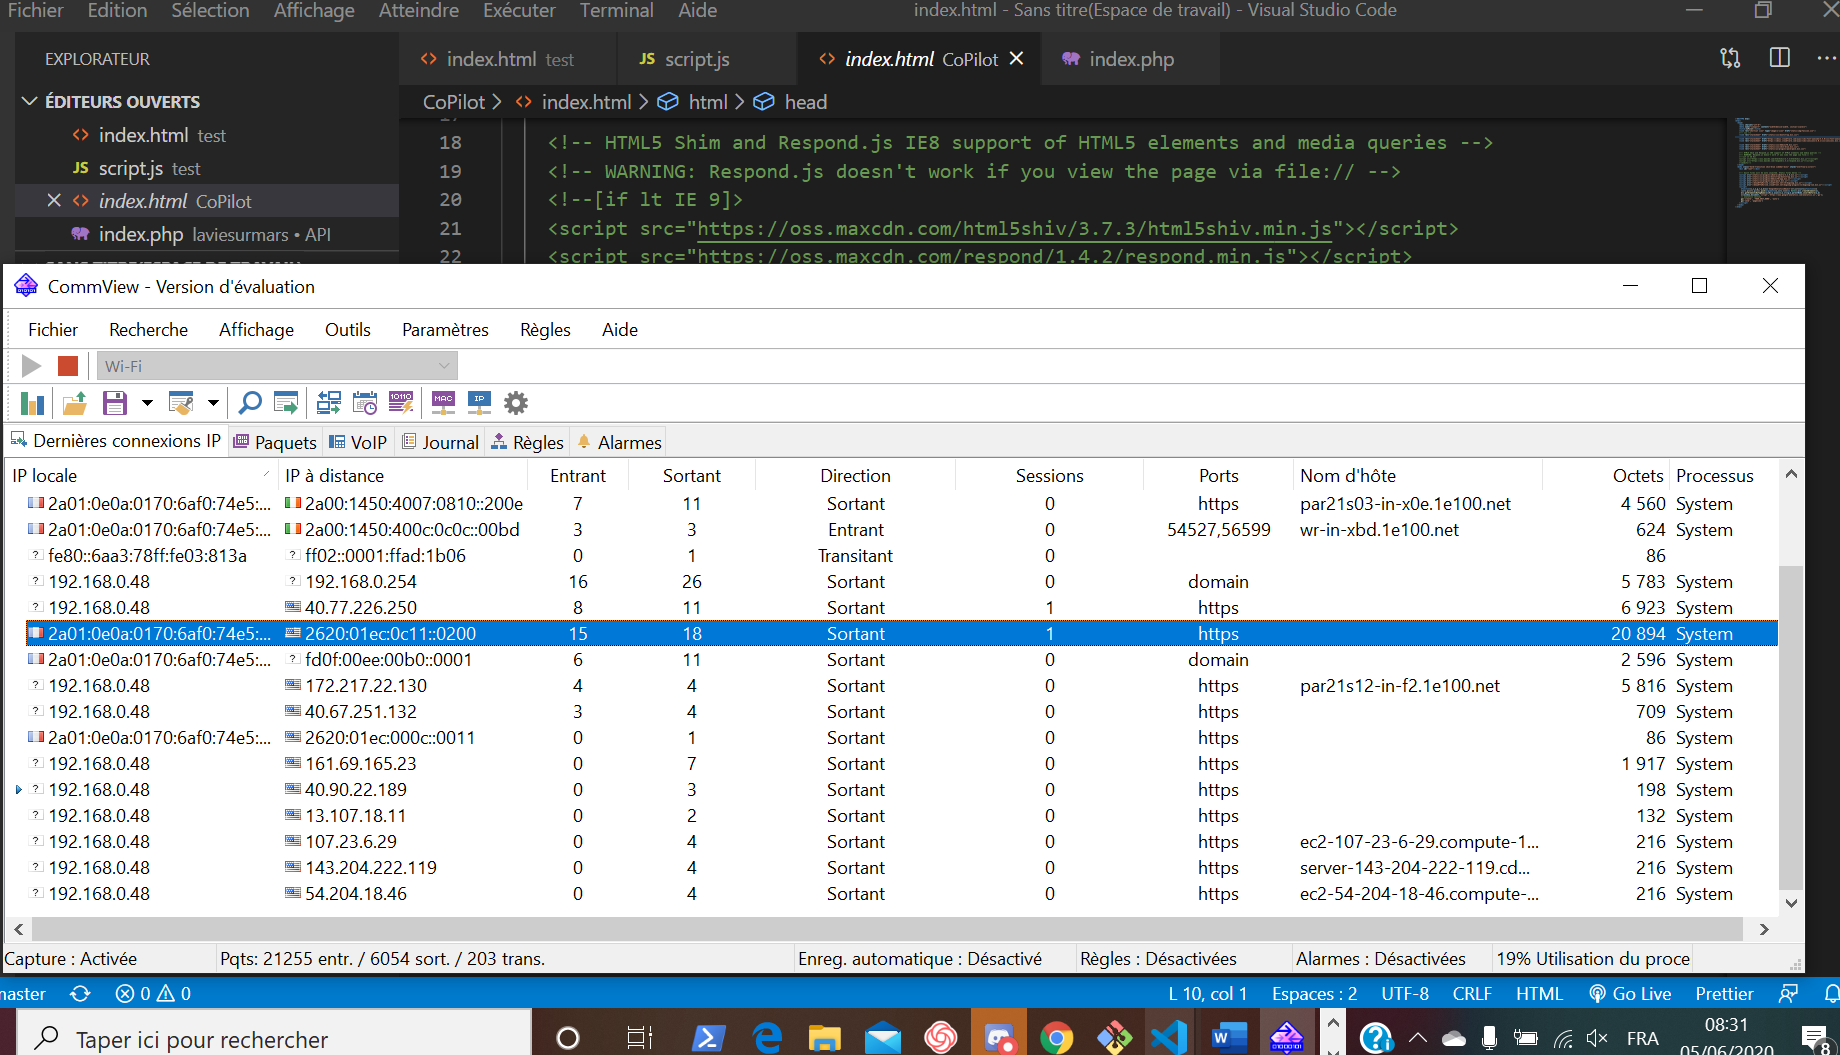 Fichier Edition Sélection Affichage Atteindre Exécuter Terminal Aide index.html - Sans titre(Espace de travail) - Visual Studio Code
EXPLORATEUR
index.html test JS script.js index.html CoPilot index.php
ÉDITEURS OUVERTS
CoPilot > index.html > html > head
index.html test
JS script.js test
index.html CoPilot
index.php laviesurmars • API
18 <!-- HTML5 Shim and Respond.js IE8 support of HTML5 elements and media queries -->
19 <!-- WARNING: Respond.js doesn't work if you view the page via file:// -->
20 <!--[if lt IE 9]>
21 <script src="https://oss.maxcdn.com/html5shiv/3.7.3/html5shiv.min.js"></script>
22 <script src="https://oss.maxcdn.com/respond/1.4.2/respond.min.js"></script>
CommView - Version d'évaluation
Fichier Recherche Affichage Outils Paramètres Règles Aide
Wi-Fi
Dernières connexions IP Paquets VoIP Journal Règles Alarmes
IP locale IP à distance Entrant Sortant Direction Sessions Ports Nom d'hôte Octets Processus
2a01:0e0a:0170:6af0:74e5:... 2a00:1450:4007:0810::200e 7 11 Sortant 0 https par21s03-in-x0e.1e100.net 4 560 System
2a01:0e0a:0170:6af0:74e5:... 2a00:1450:400c:0c0c::00bd 3 3 Entrant 0 54527,56599 wr-in-xbd.1e100.net 624 System
fe80::6aa3:78ff:fe03:813a ff02::0001:ffad:1b06 0 1 Transitant 0 86
192.168.0.48 192.168.0.254 16 26 Sortant 0 domain 5 783 System
192.168.0.48 40.77.226.250 8 11 Sortant 1 https 6 923 System
2a01:0e0a:0170:6af0:74e5:... 2620:01ec:0c11::0200 15 18 Sortant 1 https 20 894 System
2a01:0e0a:0170:6af0:74e5:... fd0f:00ee:00b0::0001 6 11 Sortant 0 domain 2 596 System
192.168.0.48 172.217.22.130 4 4 Sortant 0 https par21s12-in-f2.1e100.net 5 816 System
192.168.0.48 40.67.251.132 3 4 Sortant 0 https 709 System
2a01:0e0a:0170:6af0:74e5:... 2620:01ec:000c::0011 0 1 Sortant 0 https 86 System
192.168.0.48 161.69.165.23 0 7 Sortant 0 https 1 917 System
192.168.0.48 40.90.22.189 0 3 Sortant 0 https 198 System
192.168.0.48 13.107.18.11 0 2 Sortant 0 https 132 System
192.168.0.48 107.23.6.29 0 4 Sortant 0 https ec2-107-23-6-29.compute-1... 216 System
192.168.0.48 143.204.222.119 0 4 Sortant 0 https server-143-204-222-119.cd... 216 System
192.168.0.48 54.204.18.46 0 4 Sortant 0 https ec2-54-204-18-46.compute-... 216 System
Capture : Activée Pqts: 21255 entr. / 6054 sort. / 203 trans. Enreg. automatique : Désactivé Règles : Désactivées Alarmes : Désactivées 19% Utilisation du proce
master 0 0 L 10, col 1 Espaces : 2 UTF-8 CRLF HTML Go Live Prettier
Taper ici pour rechercher FRA 08:31
05/06/2020 8